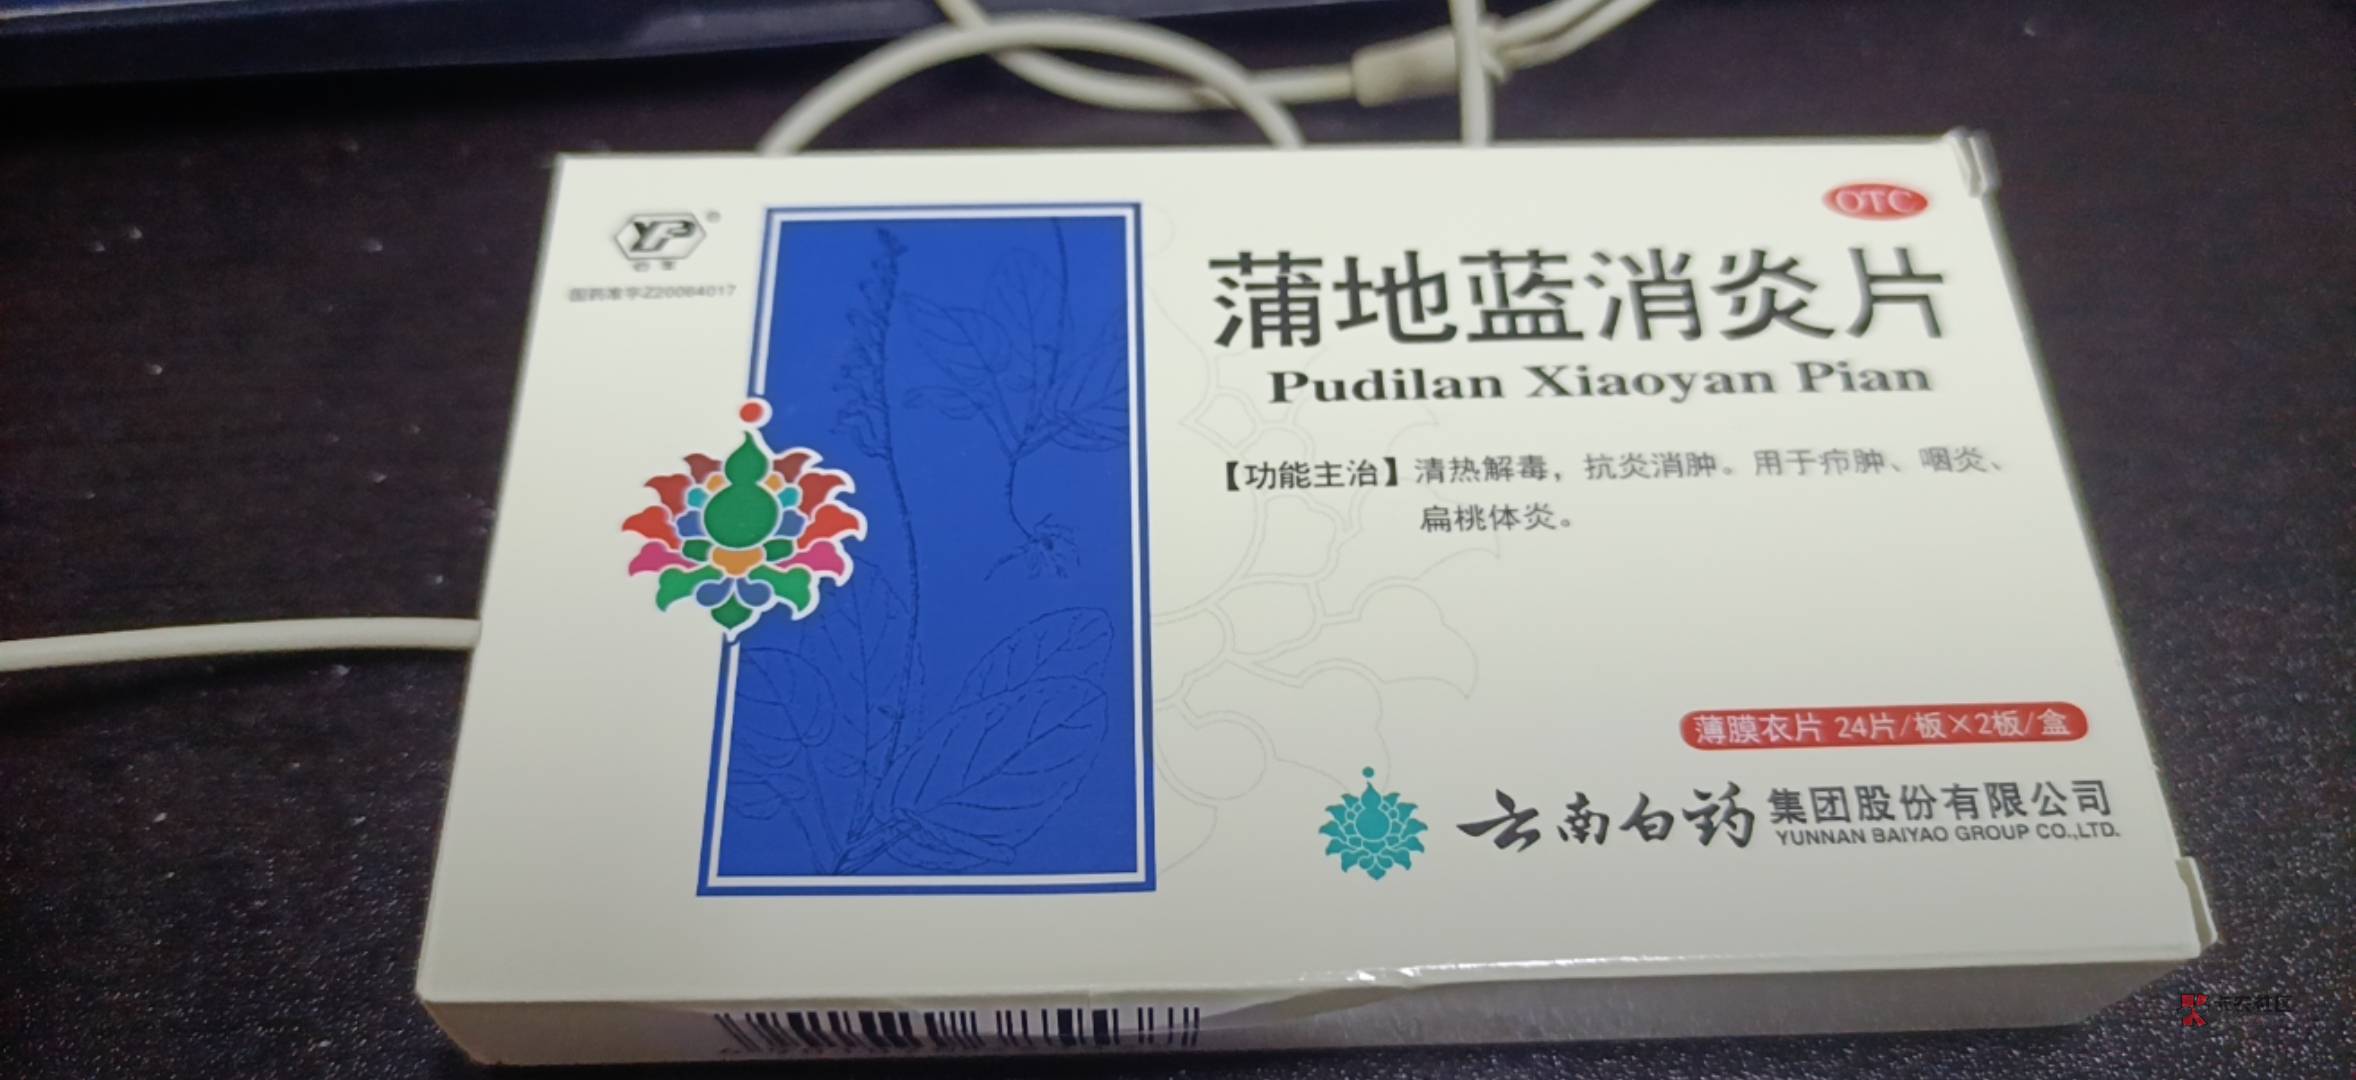 YP
®
国药准字Z20064017
OTC
蒲地蓝消炎片
Pudilan Xiaoyan Pian
【功能主治】清热解毒，抗炎消肿。用于疖肿、咽炎、
扁桃体炎。
薄膜衣片 24片/板×2板/盒
云南白药集团股份有限公司
YUNNAN BAIYAO GROUP CO.,LTD.